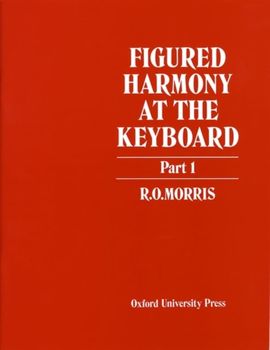 FIGURED
HARMONY
AT THE
KEYBOARD
Part 1
R.O.MORRIS
Oxford University Press